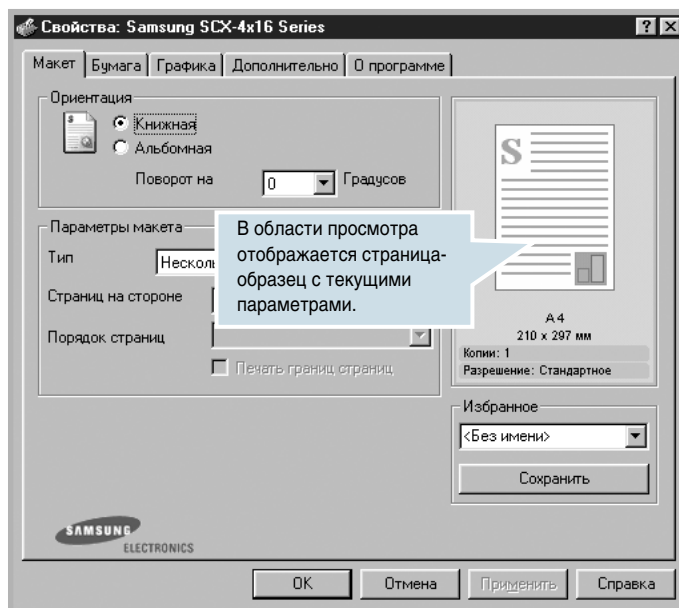 Свойства: Samsung SCX-4x16 Series
Макет Бумага Графика Дополнительно О программе
Ориентация
Книжная
Альбомная
Поворот на 0 Градусов
Параметры макета
Тип
Страниц на стороне
Порядок страниц
Печать границ страниц
В области просмотра
отображается страница-
образец с текущими
параметрами.
S
S
A4
210 x 297 мм
Копии: 1
Разрешение: Стандартное
Избранное
<Без имени>
Сохранить
SAMSUNG
ELECTRONICS
OK Отмена Применить Справка